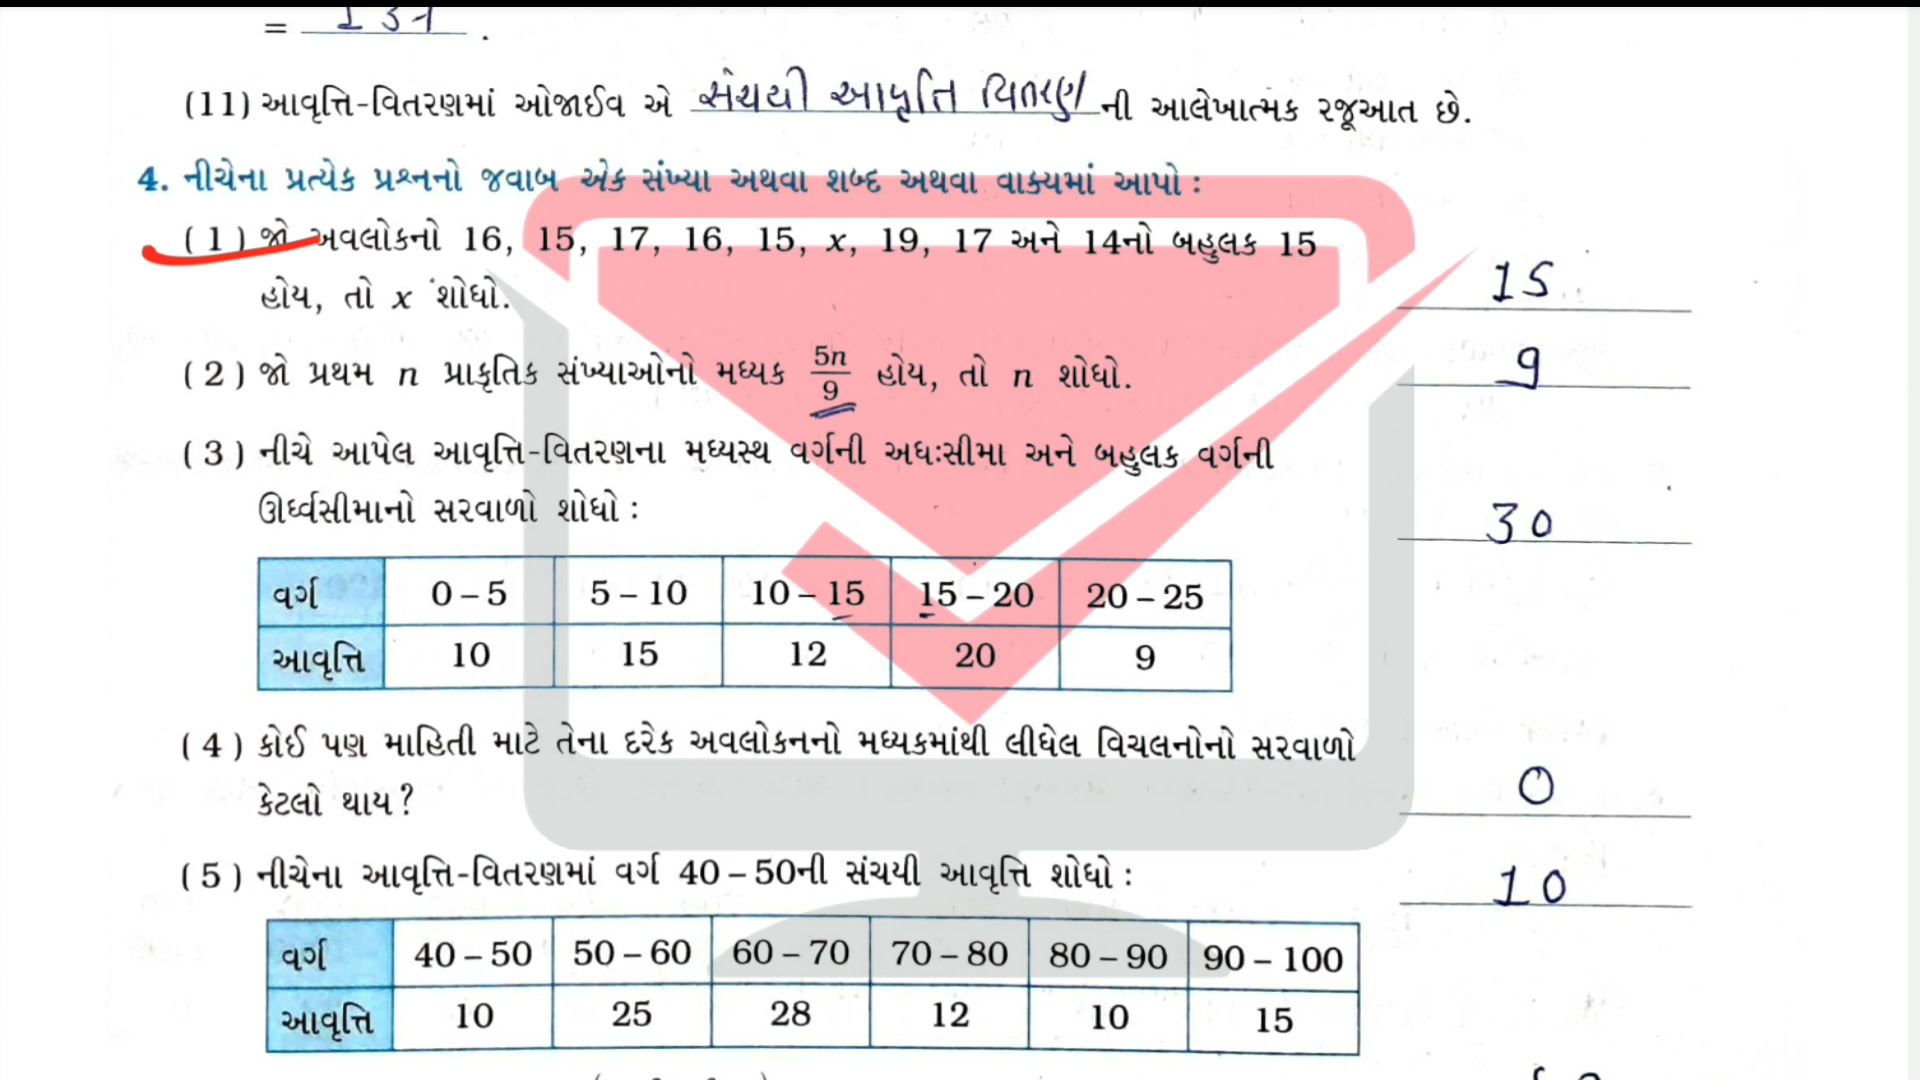 = .
(11) આવૃત્તિ-વિતરણમાં ઓજાઈવ એ સંચયી આવૃત્તિ વિતરણ ની આલેખાત્મક રજૂઆત છે.
4. નીચેના પ્રત્યેક પ્રશ્નનો જવાબ એક સંખ્યા અથવા શબ્દ અથવા વાક્યમાં આપો :
( 1 ) જો અવલોકનો 16, 15, 17, 16, 15, x, 19, 17 અને 14નો બહુલક 15
હોય, તો x શોધો. 15
( 2 ) જો પ્રથમ n પ્રાકૃતિક સંખ્યાઓનો મધ્યક 5n/9 હોય, તો n શોધો. 9
( 3 ) નીચે આપેલ આવૃત્તિ-વિતરણના મધ્યસ્થ વર્ગની અધઃસીમા અને બહુલક વર્ગની
ઊર્ધ્વસીમાનો સરવાળો શોધો : 30
વર્ગ 0 – 5 5 – 10 10 – 15 15 – 20 20 – 25
આવૃત્તિ 10 15 12 20 9
( 4 ) કોઈ પણ માહિતી માટે તેના દરેક અવલોકનનો મધ્યકમાંથી લીધેલ વિચલનોનો સરવાળો
કેટલો થાય ? 0
( 5 ) નીચેના આવૃત્તિ-વિતરણમાં વર્ગ 40 – 50ની સંચયી આવૃત્તિ શોધો : 10
વર્ગ 40 – 50 50 – 60 60 – 70 70 – 80 80 – 90 90 – 100
આવૃત્તિ 10 25 28 12 10 15